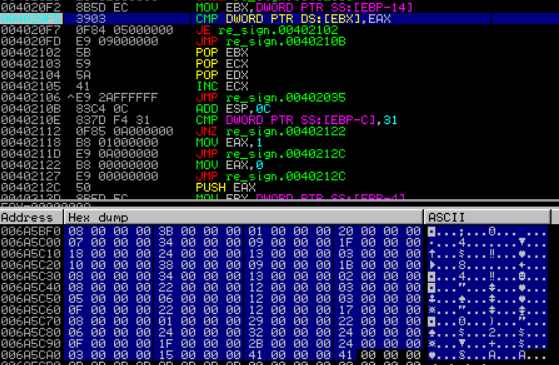 004020F2 8B5D EC MOV EBX,DWORD PTR SS:[EBP-14]
004020F5 3903 CMP DWORD PTR DS:[EBX],EAX
004020F7 0F84 05000000 JE re_sign.00402102
004020FD E9 09000000 JMP re_sign.0040210B
00402102 5B POP EBX
00402103 59 POP ECX
00402104 5A POP EDX
00402105 41 INC ECX
00402106 ^E9 2AFFFFFF JMP re_sign.00402035
0040210B 83C4 0C ADD ESP,0C
0040210E 837D F4 31 CMP DWORD PTR SS:[EBP-C],31
00402112 0F85 0A000000 JNZ re_sign.00402122
00402118 B8 01000000 MOV EAX,1
0040211D E9 0A000000 JMP re_sign.0040212C
00402122 B8 00000000 MOV EAX,0
00402127 E9 00000000 JMP re_sign.0040212C
0040212C 50 PUSH EAX
0040212D 8B5D FC MOV EBX,DWORD PTR SS:[EBP-4]
Address Hex dump ASCII
006A5BF0 08 00 00 00 3B 00 00 00 01 00 00 00 20 00 00 00
006A5C00 07 00 00 00 34 00 00 00 09 00 00 00 1F 00 00 00
006A5C10 18 00 00 00 24 00 00 00 13 00 00 00 03 00 00 00
006A5C20 10 00 00 00 38 00 00 00 09 00 00 00 1B 00 00 00
006A5C30 08 00 00 00 34 00 00 00 13 00 00 00 02 00 00 00
006A5C40 08 00 00 00 22 00 00 00 12 00 00 00 03 00 00 00
006A5C50 05 00 00 00 06 00 00 00 12 00 00 00 03 00 00 00
006A5C60 0F 00 00 00 22 00 00 00 12 00 00 00 17 00 00 00
006A5C70 08 00 00 00 01 00 00 00 29 00 00 00 22 00 00 00
006A5C80 06 00 00 00 24 00 00 00 32 00 00 00 24 00 00 00
006A5C90 0F 00 00 00 1F 00 00 00 2B 00 00 00 24 00 00 00
006A5CA0 03 00 00 00 15 00 00 00 41 00 00 00 41 00 00 00